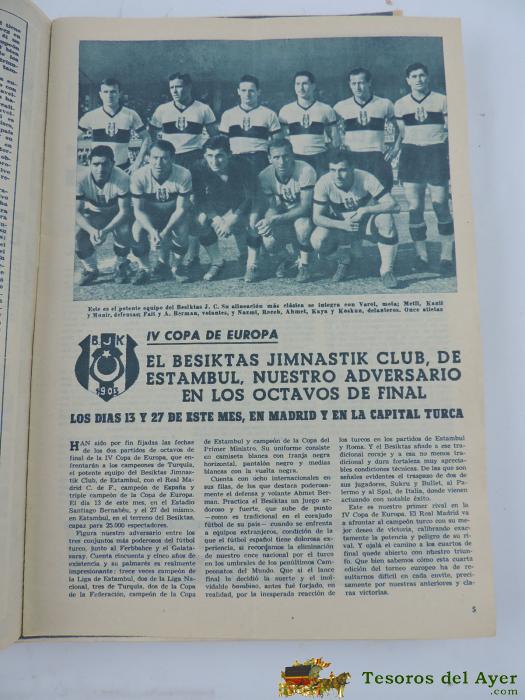 Este es el potente equipo del Besiktas J. C. Su alineación más clásica se integra con Varol, meta; Metii, Kamil
y Munir, defensas; Fail y A. Berman, volantes, y Nazmi, Receb, Ahmet, Kaya y Koskun, delanteros. Once atletas
BJK
1903
IV COPA DE EUROPA
EL BESIKTAS JIMNASTIK CLUB, DE
ESTAMBUL, NUESTRO ADVERSARIO
EN LOS OCTAVOS DE FINAL
LOS DIAS 13 Y 27 DE ESTE MES, EN MADRID Y EN LA CAPITAL TURCA
HAN sido por fin fijadas las fechas
de los dos partidos de octavos de
final de la IV Copa de Europa, que en-
frentarán a los campeones de Turquía,
el potente equipo del Besiktas Jimnas-
tik Club, de Estambul, con el Real Ma-
drid C. de F., campeón de España y
triple campeón de la Copa de Europa.
El día 13 de este mes, en el Estadio
Santiago Bernabéu, y el 27 del mismo,
en Estambul, en el terreno del Besiktas,
capaz para 25.000 espectadores.
Figura nuestro adversario entre los
tres conjuntos más poderosos del fútbol
turco, junto al Ferbhabre y el Galata-
saray. Cuenta cincuenta y cinco años de
existencia y su palmarés es realmente
impresionante: trece veces campeón de
la Liga de Estambul, dos de la Liga Na-
cional, tres de Turquía, dos de la Copa
de la Federación, campeón de la Copa
de Estambul y campeón de la Copa del
Primer Ministro. Su uniforme consiste
en camiseta blanca con franja negra
horizontal, pantalón negro y medias
blancas con la vuelta negra.
Cuenta con ocho internacionales en
sus filas, de los que destaca poderosa-
mente el defensa y volante Ahmet Ber-
man. Practica el Besiktas un juego ar-
doroso y fuerte, que sube de punto
—como es tradicional en el corajudo
fútbol de su país— cuando se enfrenta
a equipos extranjeros, condición de la
que el fútbol español tiene dolorosa ex-
periencia, si recordamos la eliminación
de nuestro once nacional por el turco
en los umbrales de los penúltimos Cam-
peonatos del Mundo. Que si el lance
final lo decidió la suerte y el inol-
vidable bombino, antes fué forjado, en
realidad, por la inesperada reacción de
los turcos en los partidos de Estambul
y Roma. Y el Besiktas añade a ese tra-
dicional coraje y a esa no menos tra-
dicional y dura fortaleza muy aprecia-
bles condiciones técnicas. De las que son
señales evidentes el traspaso de dos de
sus jugadores, Sukru y Bullet, al Pa-
lermo y al Spal, de Italia, donde vienen
actuando con notable éxito.
Este es nuestro primer rival en la
IV Copa de Europa. El Real Madrid va
a afrontar al campeón turco con su me-
jor deseo de victoria, calibrando exac-
tamente la potencia y peligro de su ri-
val. Y ojalá el camino a los cuartos de
final quede abierto con nuestro triun-
fo. Que bien sabemos cómo esta cuarta
edición del torneo europeo ha de re-
sultarnos difícil en cada envite, preci-
samente por nuestras anteriores y cla-
ras victorias.
5
Tesoros del Ayer
.com